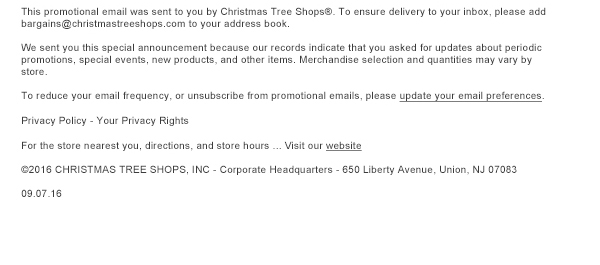 This promotional email was sent to you by Christmas Tree Shops®. To ensure delivery to your inbox, please add
bargains@christmastreeshops.com to your address book.
We sent you this special announcement because our records indicate that you asked for updates about periodic
promotions, special events, new products, and other items. Merchandise selection and quantities may vary by
store.
To reduce your email frequency, or unsubscribe from promotional emails, please update your email preferences.
Privacy Policy - Your Privacy Rights
For the store nearest you, directions, and store hours ... Visit our website
©2016 CHRISTMAS TREE SHOPS, INC - Corporate Headquarters - 650 Liberty Avenue, Union, NJ 07083
09.07.16